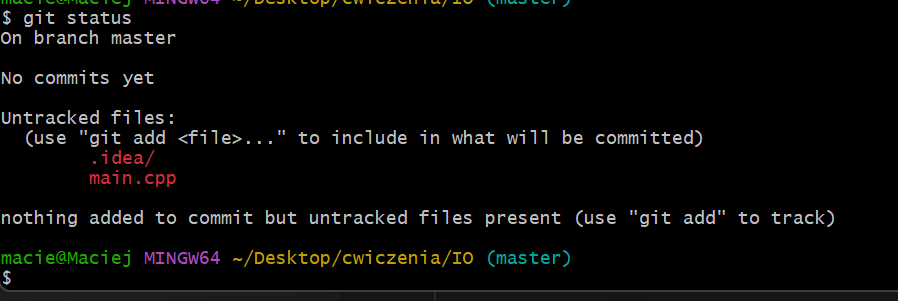 macie@Maciej MINGW64 ~/Desktop/cwiczenia/IO (master)
$ git status
On branch master
No commits yet
Untracked files:
(use "git add <file>..." to include in what will be committed)
.idea/
main.cpp
nothing added to commit but untracked files present (use "git add" to track)
macie@Maciej MINGW64 ~/Desktop/cwiczenia/IO (master)
$